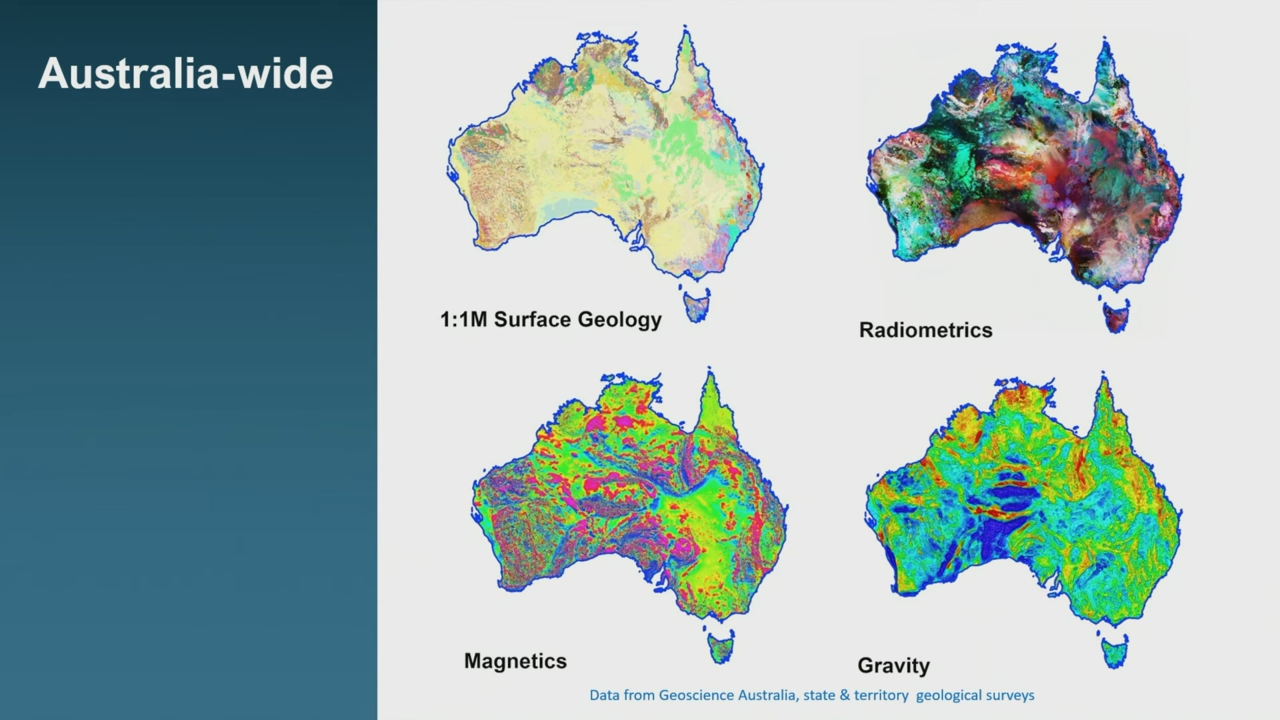 Australia-wide
1:1M Surface Geology
Radiometrics
Magnetics
Gravity
Data from Geoscience Australia, state & territory geological surveys